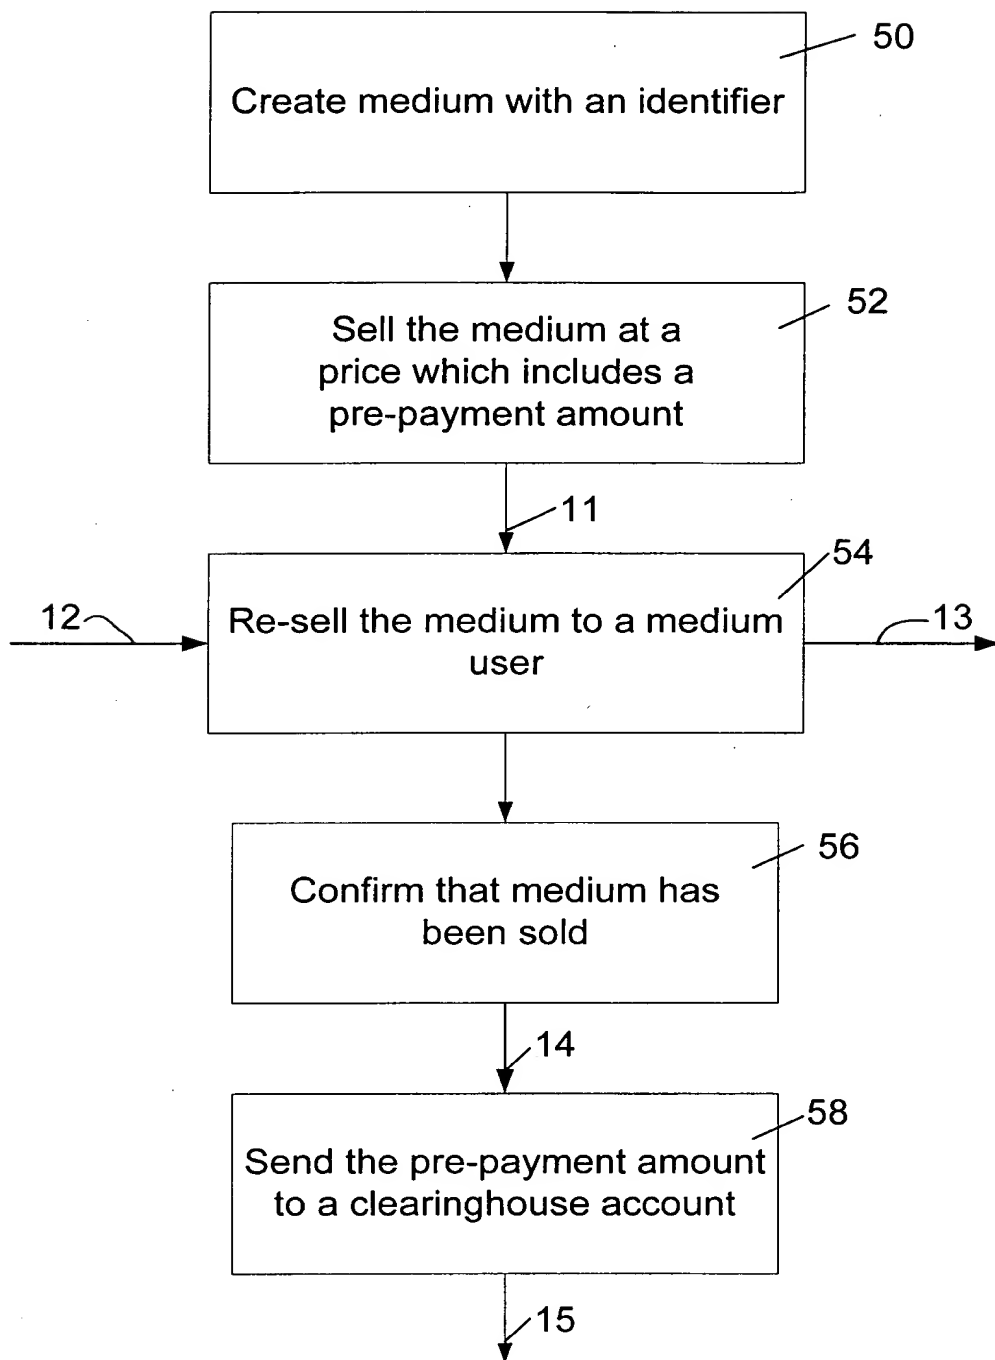 50
Create medium with an identifier
52
Sell the medium at a
price which includes a
pre-payment amount
11
54
12
Re-sell the medium to a medium
user
13
56
Confirm that medium has
been sold
14
58
Send the pre-payment amount
to a clearinghouse account
15